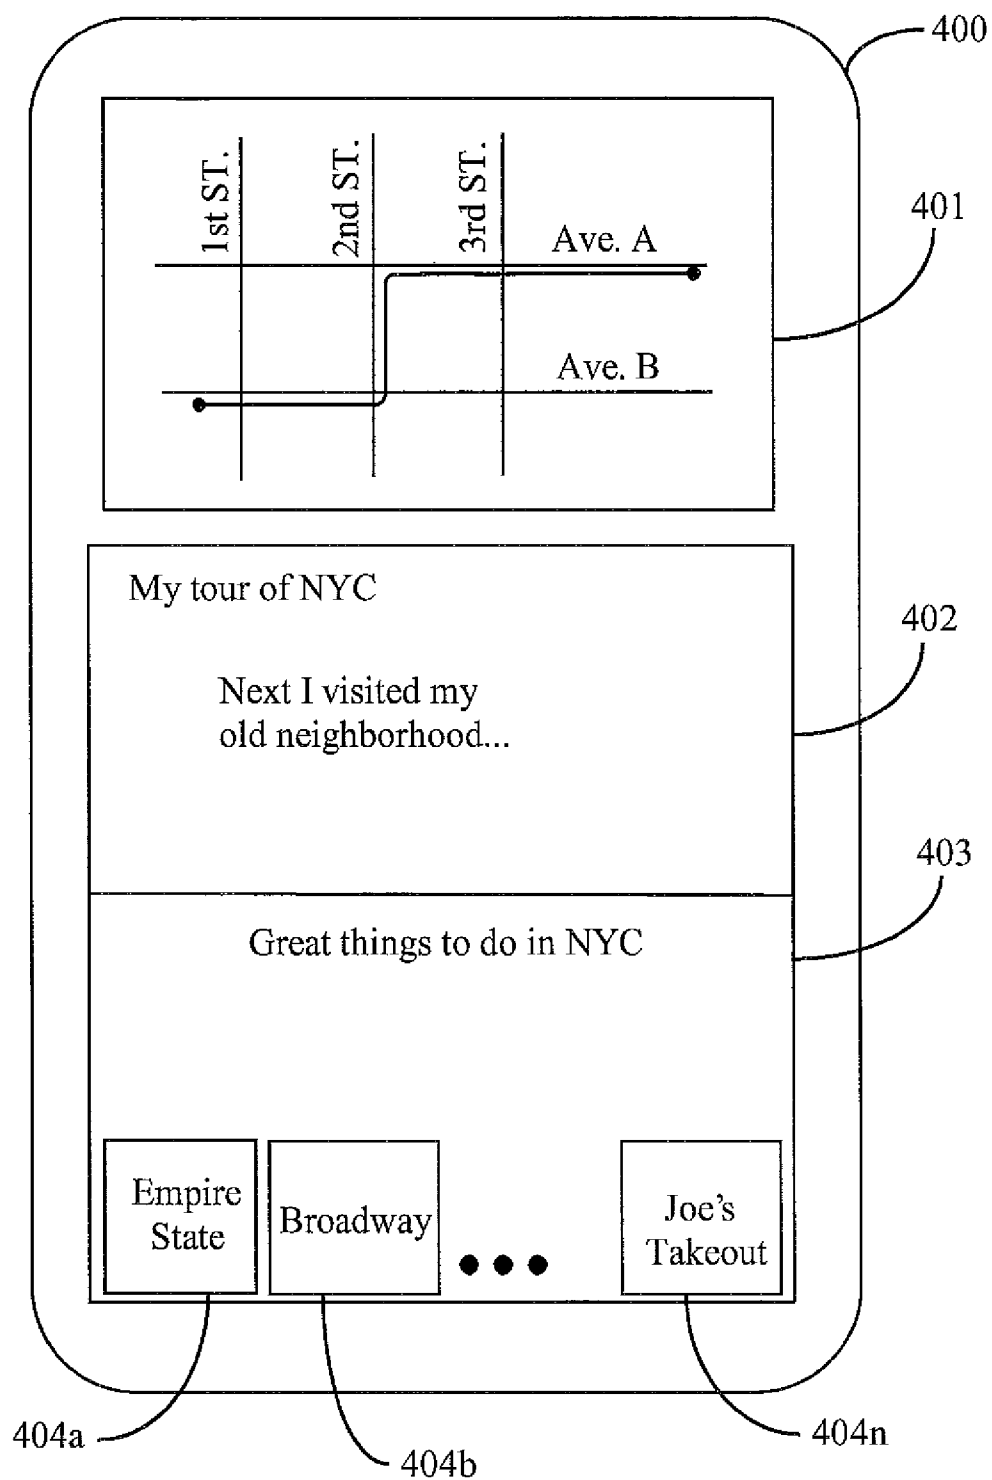 400
1st ST.
2nd ST.
3rd ST.
401
Ave. A
Ave. B
My tour of NYC
402
Next I visited my
old neighborhood...
403
Great things to do in NYC
Empire
State
Broadway
Joe's
Takeout
404a
404b
404n